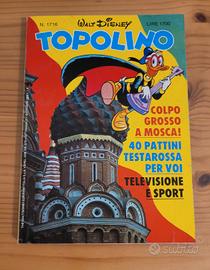 N. 1716
WALT DISNEY
LIRE 1700
TOPOLINO
COLPO
GROSSO
A MOSCA!
40 PATTINI
TESTAROSSA
PER VOI
TELEVISIONE
E SPORT
subito